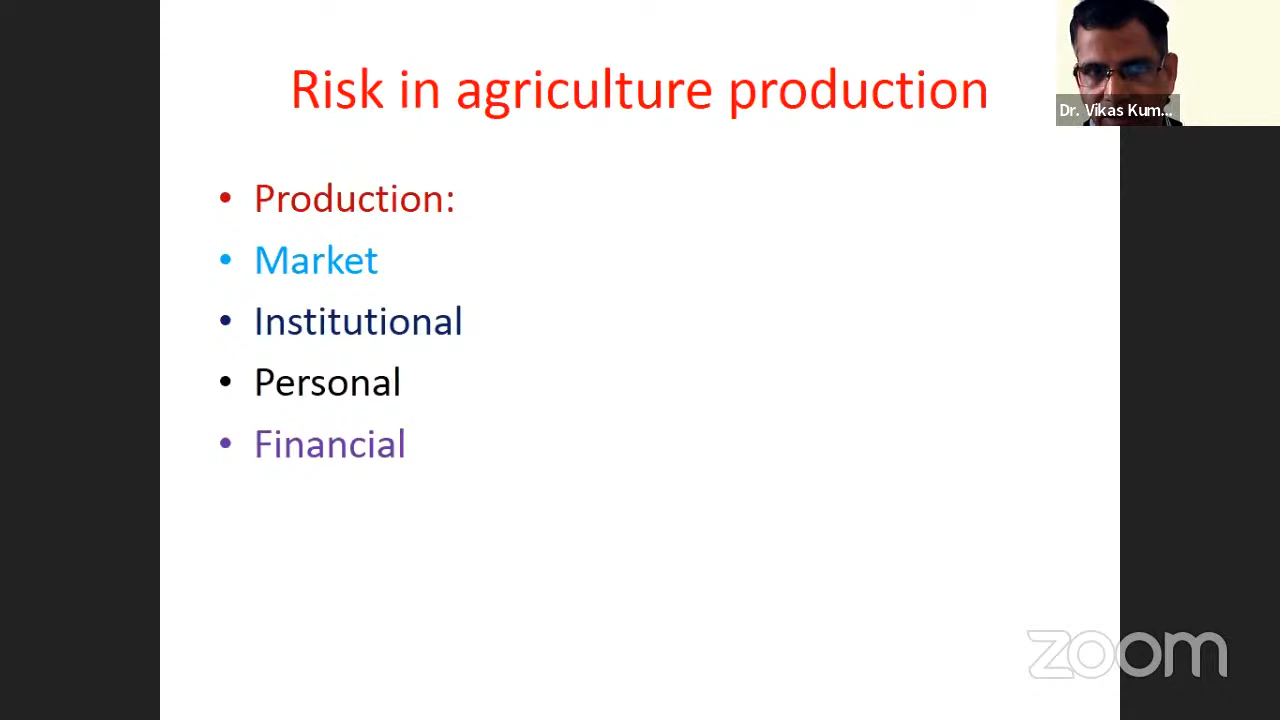 Risk in agriculture production
Dr. Vikas Kum...
• Production:
• Market
• Institutional
• Personal
• Financial
zoom